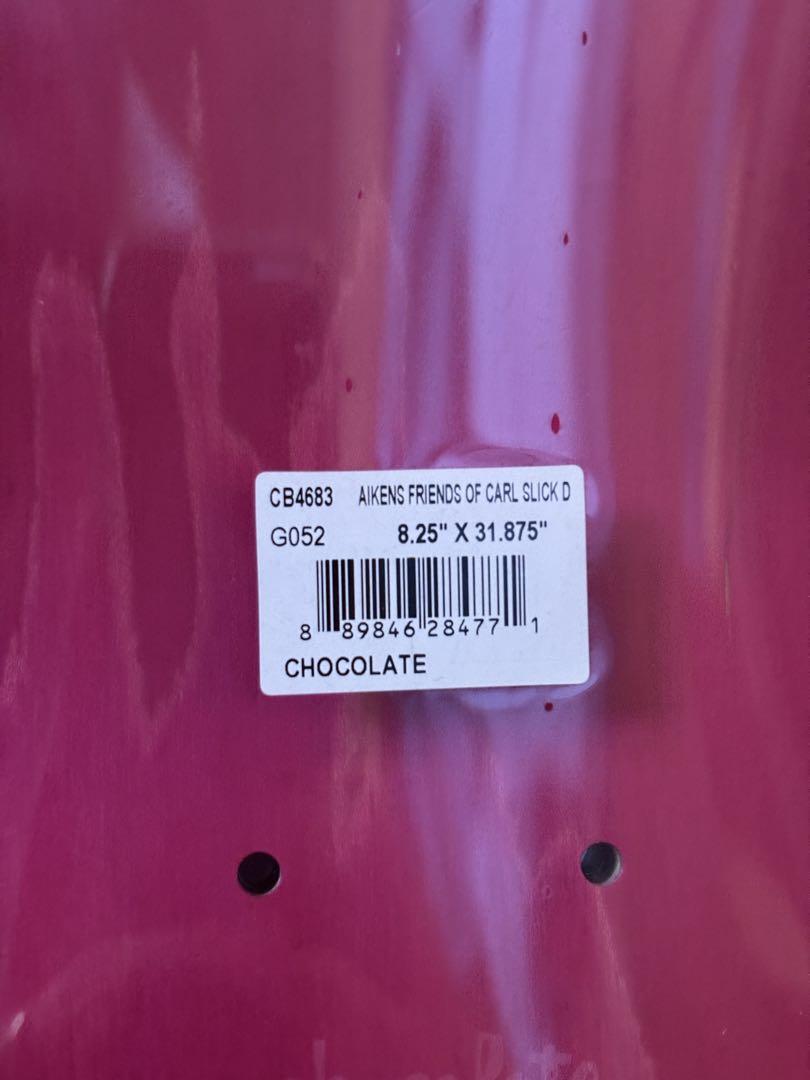 CB4683 AIKENS FRIENDS OF CARL SLICK D
G052 8.25" X 31.875"
8 89846 28477 1
CHOCOLATE